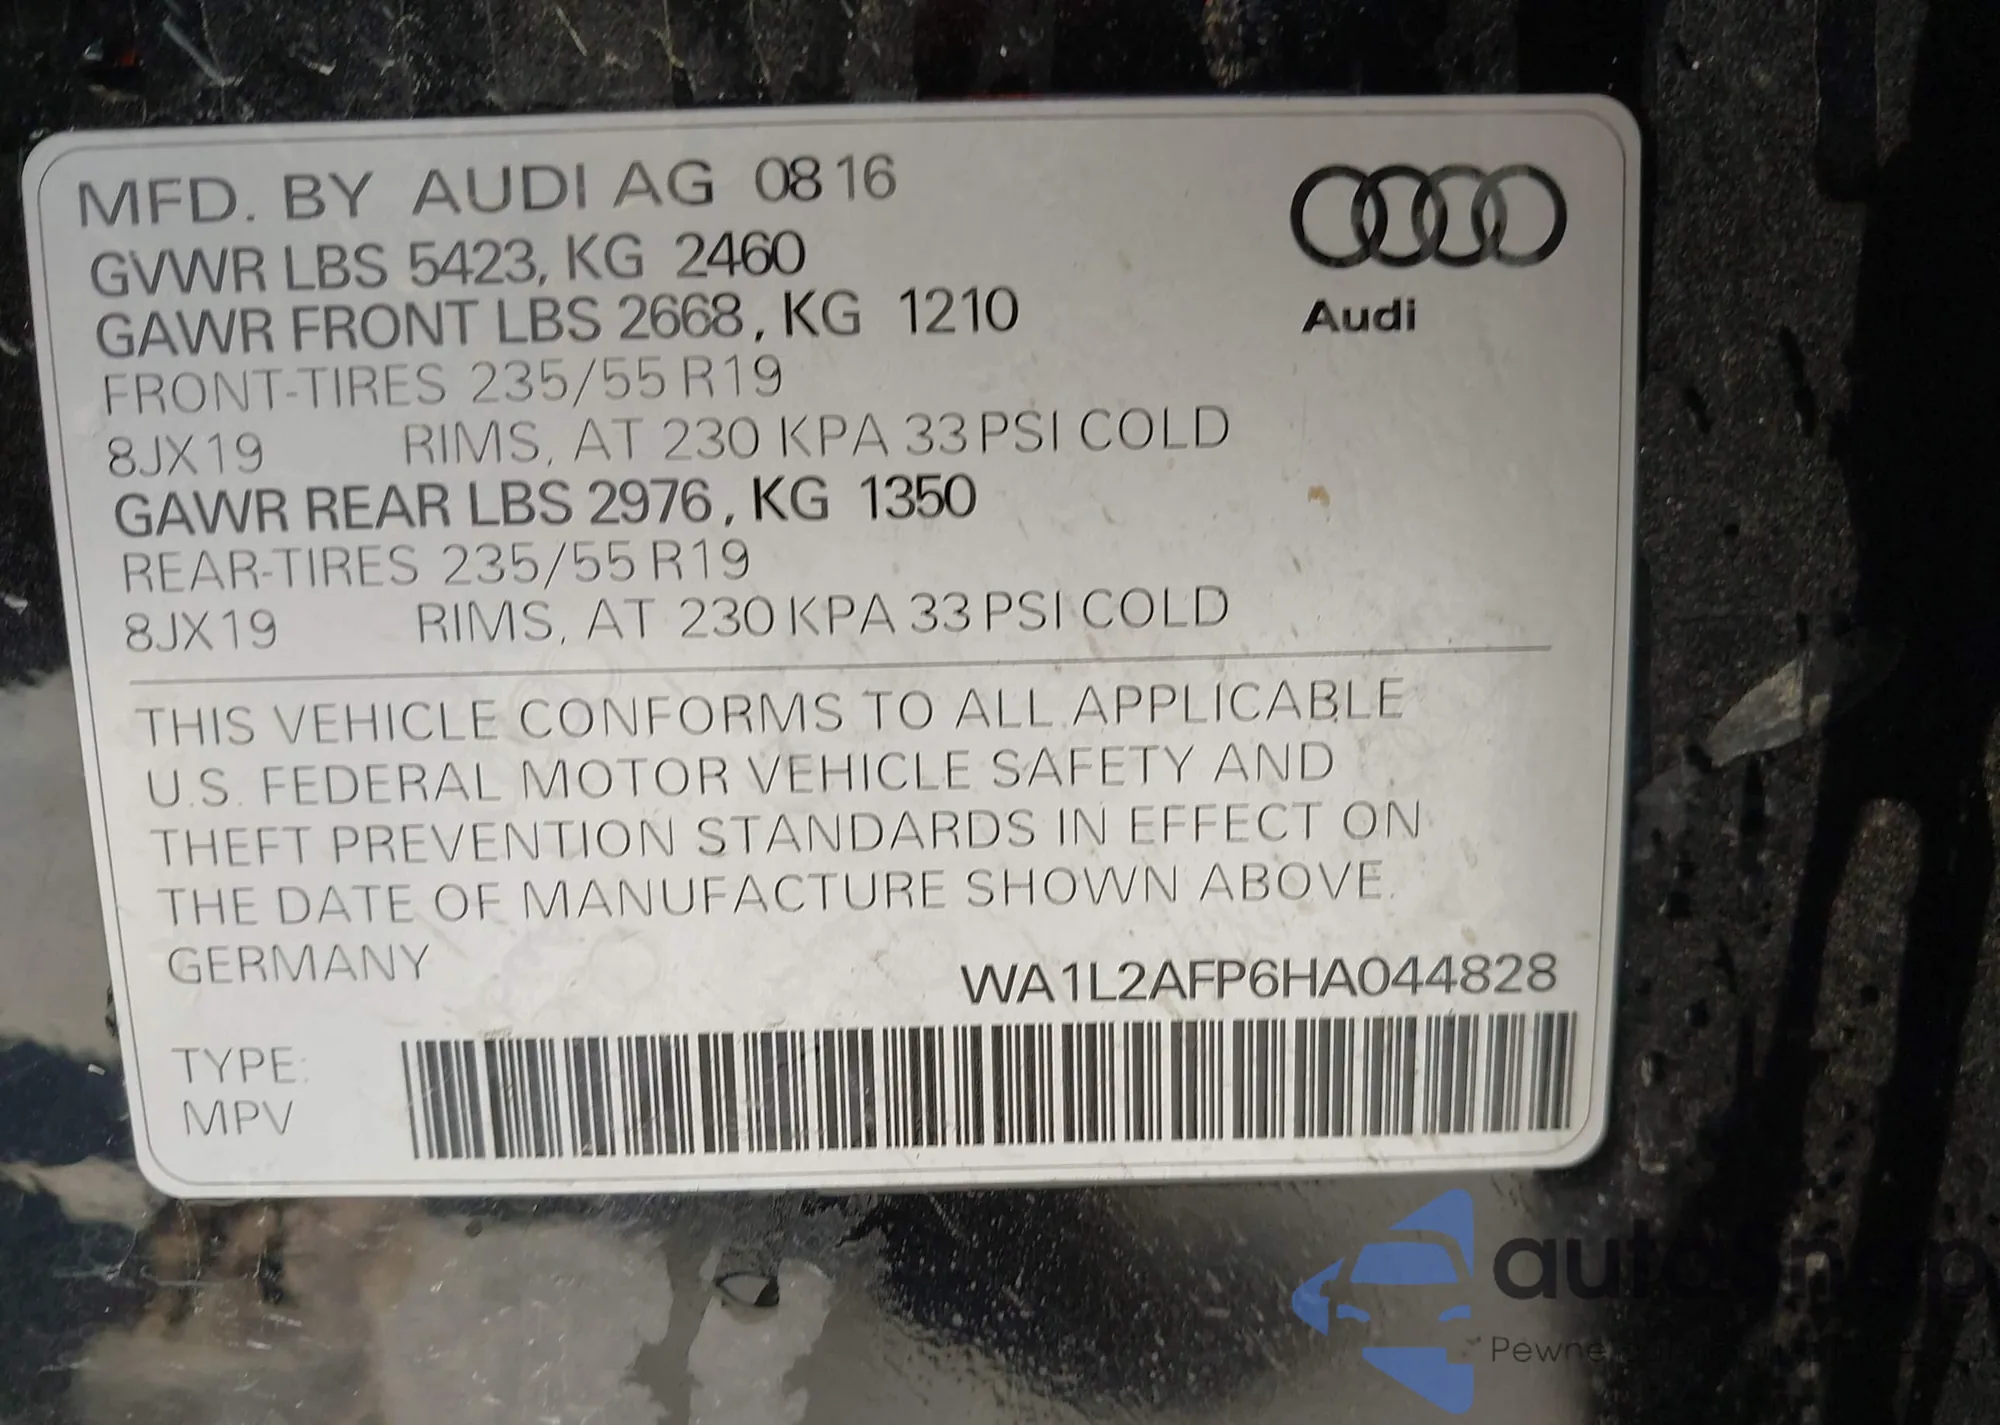 MFD. BY AUDI AG 0816
GVWR LBS 5423, KG 2460
GAWR FRONT LBS 2668, KG 1210
FRONT-TIRES 235/55 R19
8JX19 RIMS, AT 230 KPA 33 PSI COLD
GAWR REAR LBS 2976, KG 1350
REAR-TIRES 235/55 R19
8JX19 RIMS, AT 230 KPA 33 PSI COLD
Audi
THIS VEHICLE CONFORMS TO ALL APPLICABLE
U.S. FEDERAL MOTOR VEHICLE SAFETY AND
THEFT PREVENTION STANDARDS IN EFFECT ON
THE DATE OF MANUFACTURE SHOWN ABOVE.
GERMANY WA1L2AFP6HA044828
TYPE:
MPV
autosnap
Pewne